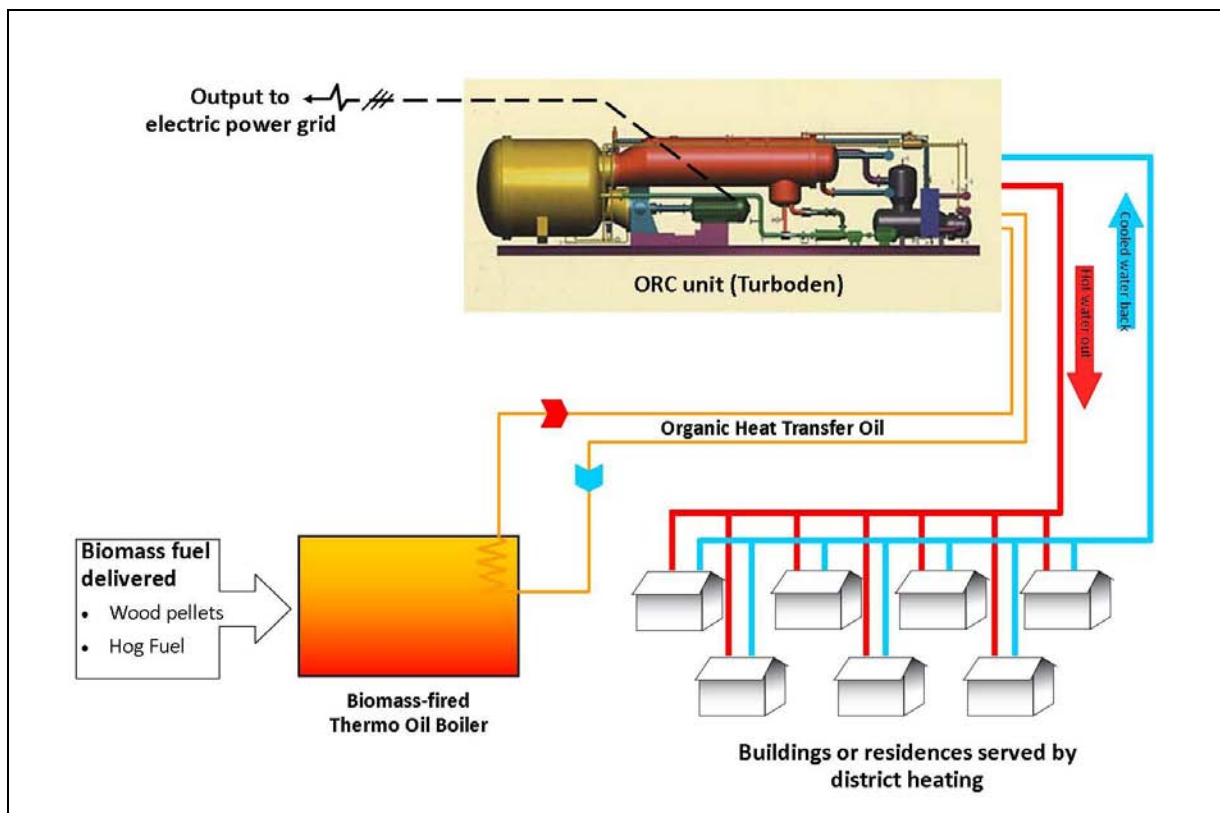 Output to
electric power grid
ORC unit (Turboden)
Cooled water back
Hot water out
Organic Heat Transfer Oil
Biomass fuel
delivered
• Wood pellets
• Hog Fuel
Biomass-fired
Thermo Oil Boiler
Buildings or residences served by
district heating